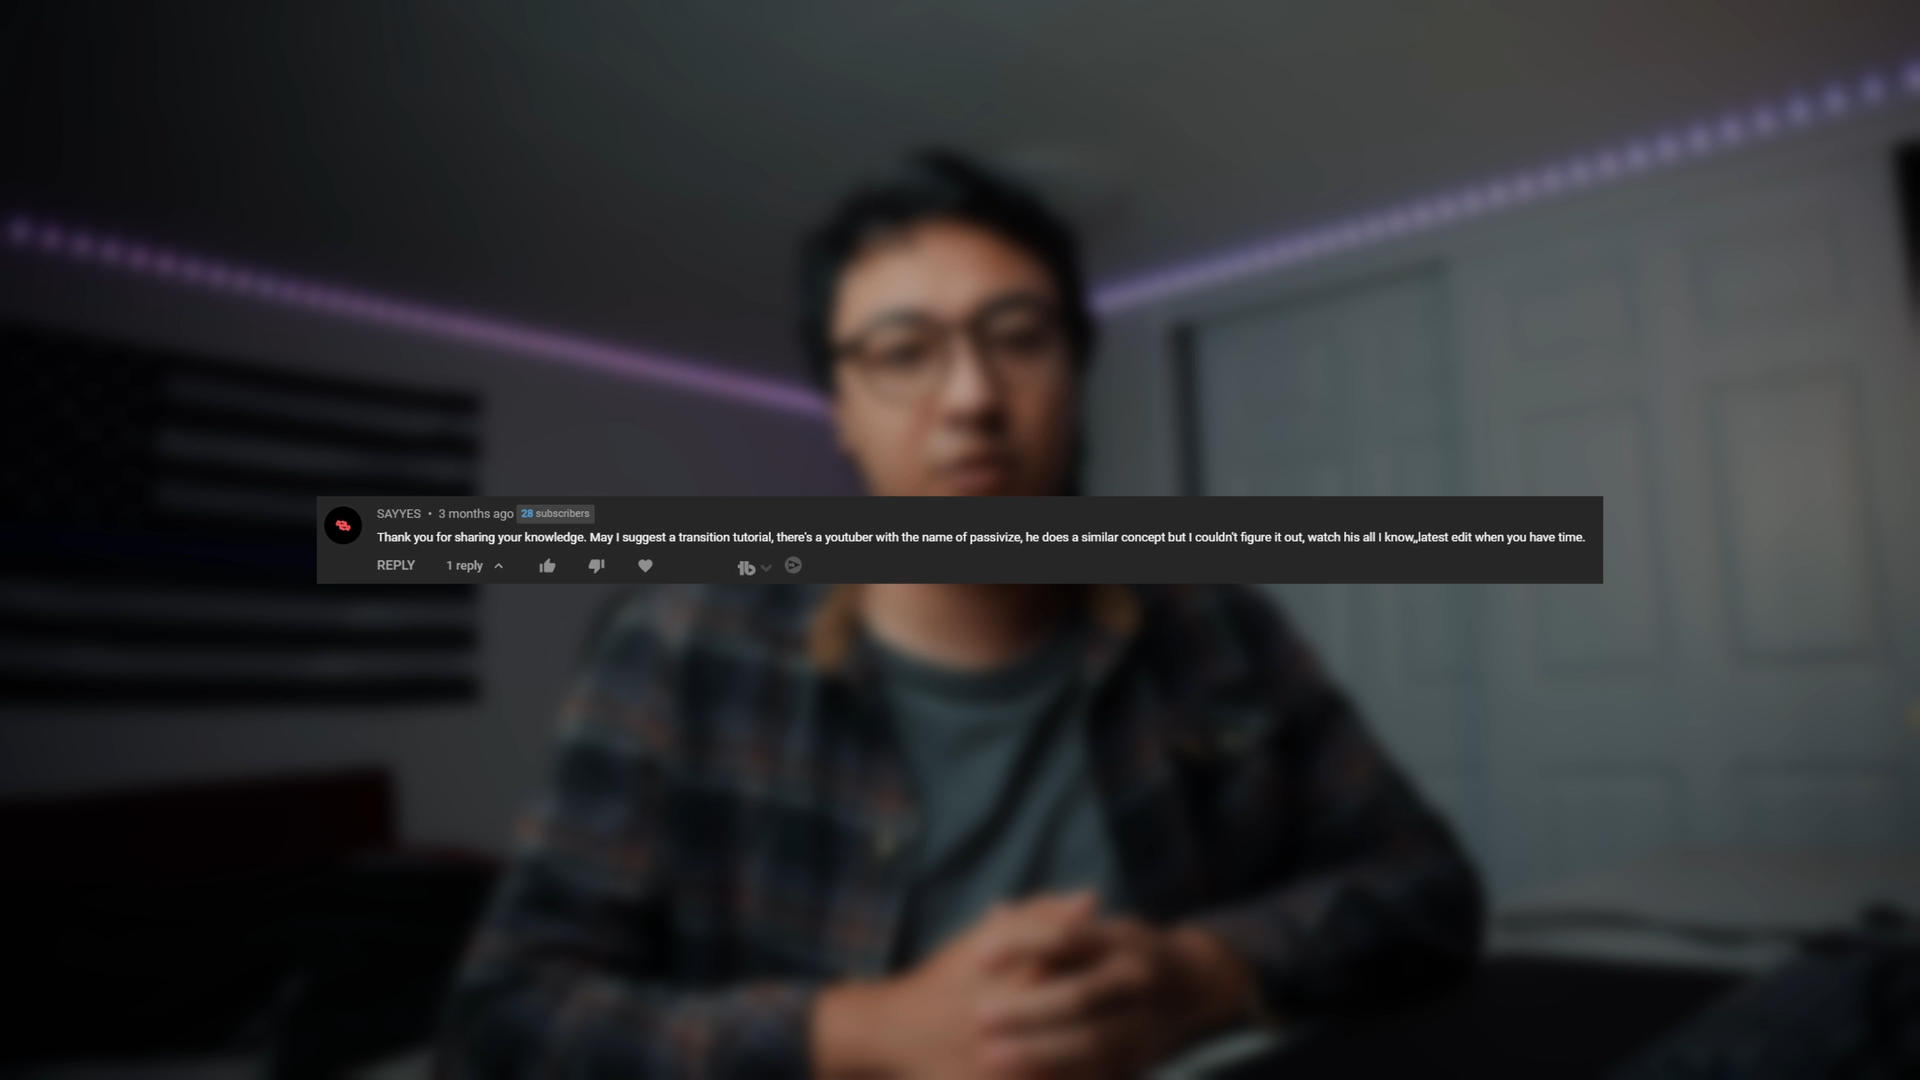 SAYYES • 3 months ago 28 subscribers
Thank you for sharing your knowledge. May I suggest a transition tutorial, there's a youtuber with the name of passivize, he does a similar concept but I couldn't figure it out, watch his all I know,,latest edit when you have time.
REPLY 1 reply